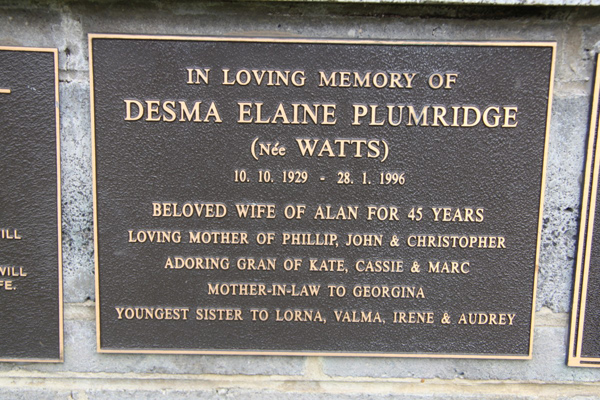 IN LOVING MEMORY OF
DESMA ELAINE PLUMRIDGE
(Née WATTS)
10. 10. 1929 - 28. 1. 1996
BELOVED WIFE OF ALAN FOR 45 YEARS
LOVING MOTHER OF PHILLIP, JOHN & CHRISTOPHER
ADORING GRAN OF KATE, CASSIE & MARC
MOTHER-IN-LAW TO GEORGINA
YOUNGEST SISTER TO LORNA, VALMA, IRENE & AUDREY
WILL